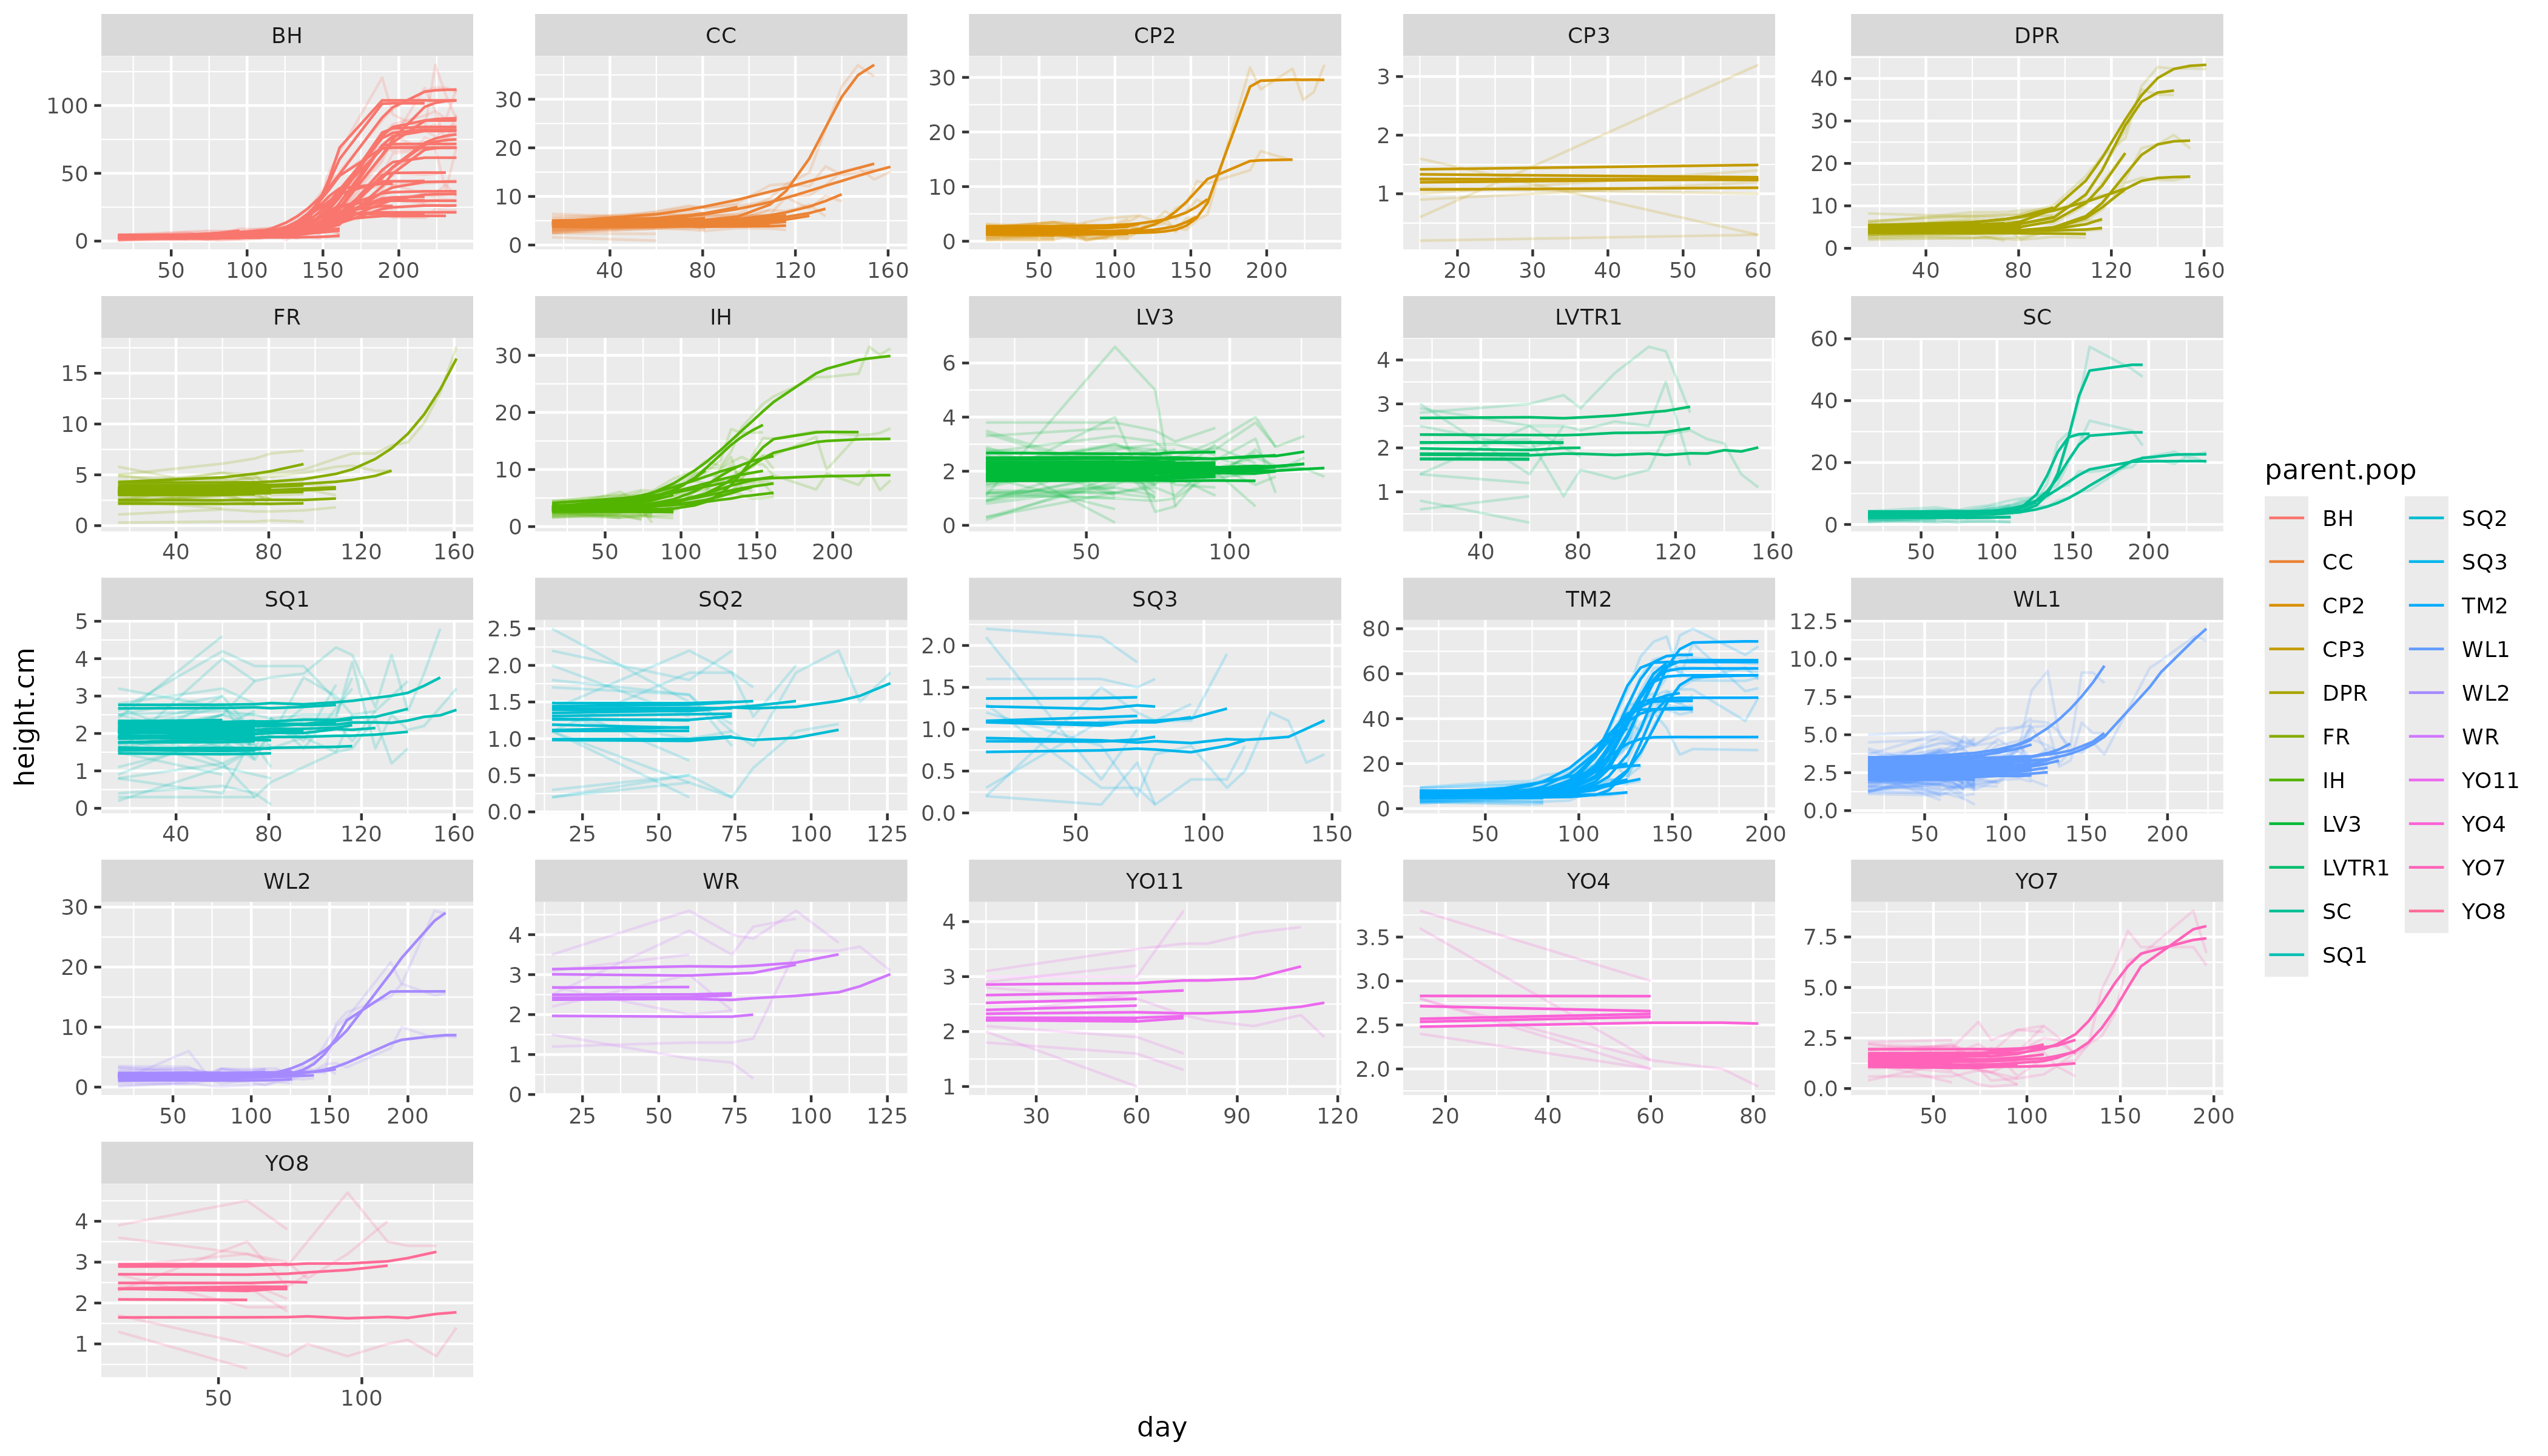 BH CC CP2 CP3 DPR
100 50 0
30 20 10 0
30 20 10 0
3 2 1
40 30 20 10 0
50 100 150 200
40 80 120 160
50 100 150 200
20 30 40 50 60
40 80 120 160
FR IH LV3 LVTR1 SC
15 10 5 0
30 20 10 0
6 4 2 0
4 3 2 1
60 40 20 0
40 80 120 160
50 100 150 200
50 100
40 80 120 160
50 100 150 200
SQ1 SQ2 SQ3 TM2 WL1
5 4 3 2 1 0
2.5 2.0 1.5 1.0 0.5 0.0
2.0 1.5 1.0 0.5 0.0
80 60 40 20 0
12.5 10.0 7.5 5.0 2.5 0.0
40 80 120 160
25 50 75 100 125
50 100 150
50 100 150 200
50 100 150 200
WL2 WR YO11 YO4 YO7
30 20 10 0
4 3 2 1 0
4 3 2 1
3.5 3.0 2.5 2.0
7.5 5.0 2.5 0.0
50 100 150 200
25 50 75 100 125
30 60 90 120
20 40 60 80
50 100 150 200
YO8
4 3 2 1
50 100
day
height.cm
parent.pop
BH SQ2
CC SQ3
CP2 TM2
CP3 WL1
DPR WL2
FR WR
IH YO11
LV3 YO4
LVTR1 YO7
SC YO8
SQ1